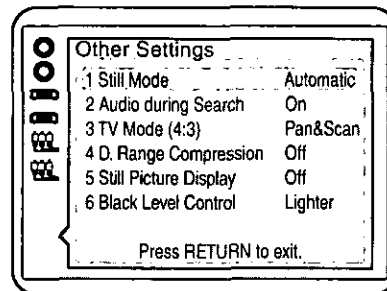 Other Settings
1 Still Mode Automatic
2 Audio during Search On
3 TV Mode (4:3) Pan&Scan
4 D. Range Compression Off
5 Still Picture Display Off
6 Black Level Control Lighter
Press RETURN to exit.